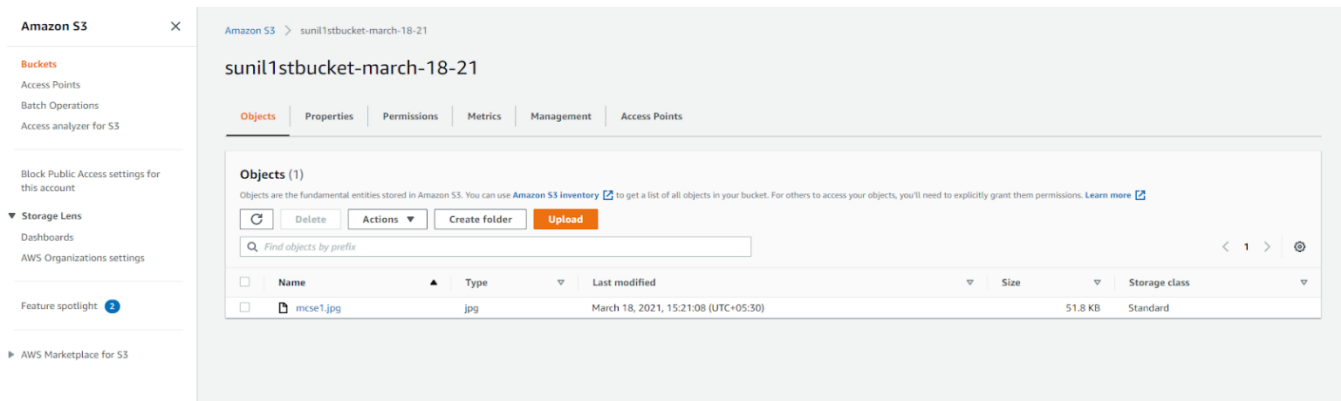 Amazon S3
Buckets
Access Points
Batch Operations
Access analyzer for S3
Block Public Access settings for
this account
Storage Lens
Dashboards
AWS Organizations settings
Feature spotlight 2
AWS Marketplace for S3
Amazon S3 > sunil1stbucket-march-18-21
sunil1stbucket-march-18-21
Objects Properties Permissions Metrics Management Access Points
Objects (1)
Objects are the fundamental entities stored in Amazon S3. You can use Amazon S3 inventory to get a list of all objects in your bucket. For others to access your objects, you'll need to explicitly grant them permissions. Learn more
Delete Actions Create folder Upload
Find objects by prefix < 1 >
Name Type Last modified Size Storage class
mcse1.jpg jpg March 18, 2021, 15:21:08 (UTC+05:30) 51.8 KB Standard